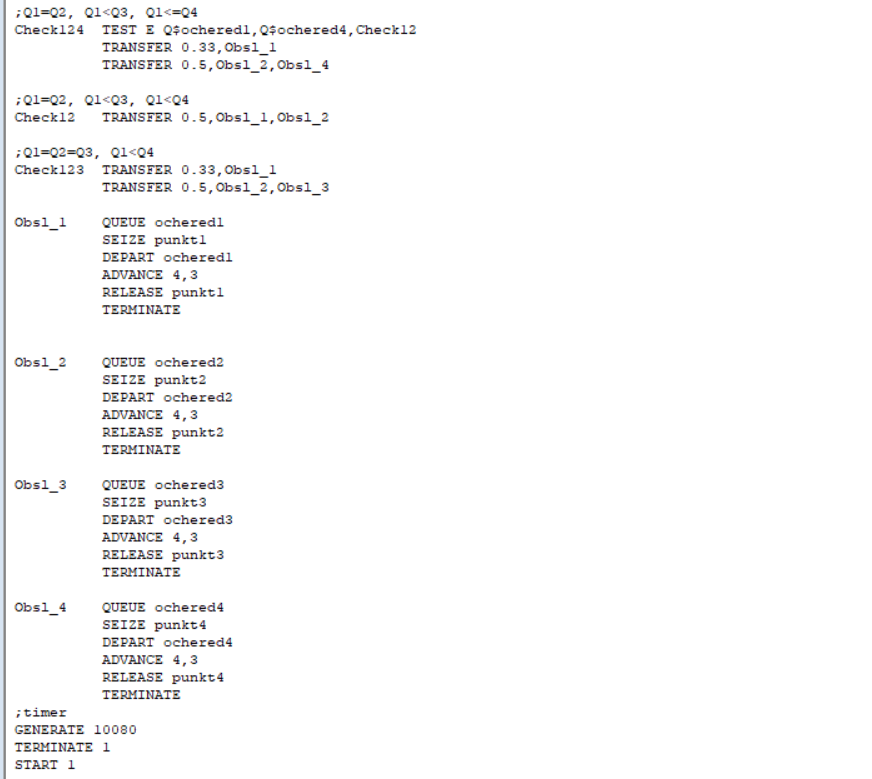 ;Q1=Q2, Q1<Q3, Q1<=Q4
Check124 TEST E Q$ochered1,Q$ochered4,Check12
TRANSFER 0.33,Obsl_1
TRANSFER 0.5,Obsl_2,Obsl_4
;Q1=Q2, Q1<Q3, Q1<Q4
Check12 TRANSFER 0.5,Obsl_1,Obsl_2
;Q1=Q2=Q3, Q1<Q4
Check123 TRANSFER 0.33,Obsl_1
TRANSFER 0.5,Obsl_2,Obsl_3
Obsl_1 QUEUE ochered1
SEIZE punkt1
DEPART ochered1
ADVANCE 4,3
RELEASE punkt1
TERMINATE
Obsl_2 QUEUE ochered2
SEIZE punkt2
DEPART ochered2
ADVANCE 4,3
RELEASE punkt2
TERMINATE
Obsl_3 QUEUE ochered3
SEIZE punkt3
DEPART ochered3
ADVANCE 4,3
RELEASE punkt3
TERMINATE
Obsl_4 QUEUE ochered4
SEIZE punkt4
DEPART ochered4
ADVANCE 4,3
RELEASE punkt4
TERMINATE
;timer
GENERATE 10080
TERMINATE 1
START 1